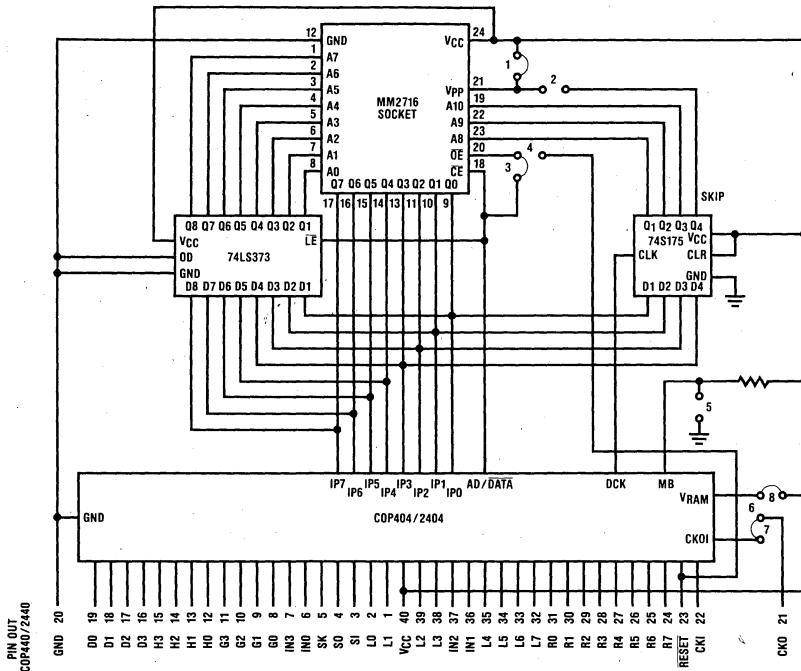 12 GND VCC 24
1 A7
2 A6
3 A5 VPP 21
4 A4 MM2716 A10 19
5 A3 SOCKET A9 22
6 A2 A8 23
7 A1 OE 20
8 A0 CE 18
Q7 Q6 Q5 Q4 Q3 Q2 Q1 Q0
17 16 15 14 13 11 10 9
1
2
4
3
SKIP
Q8 Q7 Q6 Q5 Q4 Q3 Q2 Q1
VCC LE
OD 74LS373
GND
D8 D7 D6 D5 D4 D3 D2 D1
Q1 Q2 Q3 Q4
74S175 VCC
CLK CLR
GND
D1 D2 D3 D4
5
IP7 IP6 IP5 IP4 IP3 IP2 IP1 IP0 AD/DATA DCK MB
VRAM 8
GND COP404/2404
6
CKOI 7
PIN OUT
COP440/2440
GND 20
D0 19
D1 18
D2 17
D3 16
H3 15
H2 14
H1 13
H0 12
G3 11
G2 10
G1 9
G0 8
IN3 7
IN0 6
SK 5
SO 4
SI 3
L0 2
L1 1
VCC 40
L2 39
L3 38
IN2 37
IN1 36
L4 35
L5 34
L6 33
L7 32
R0 31
R1 30
R2 29
R3 28
R4 27
R5 26
R6 25
R7 24
RESET 23
CKI 22
CKO 21